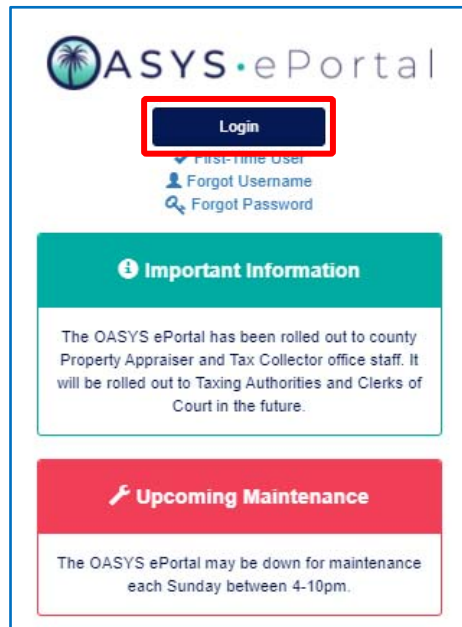 OASYS·ePortal
Login
First-Time User
Forgot Username
Forgot Password
Important Information
The OASYS ePortal has been rolled out to county
Property Appraiser and Tax Collector office staff. It
will be rolled out to Taxing Authorities and Clerks of
Court in the future.
Upcoming Maintenance
The OASYS ePortal may be down for maintenance
each Sunday between 4-10pm.